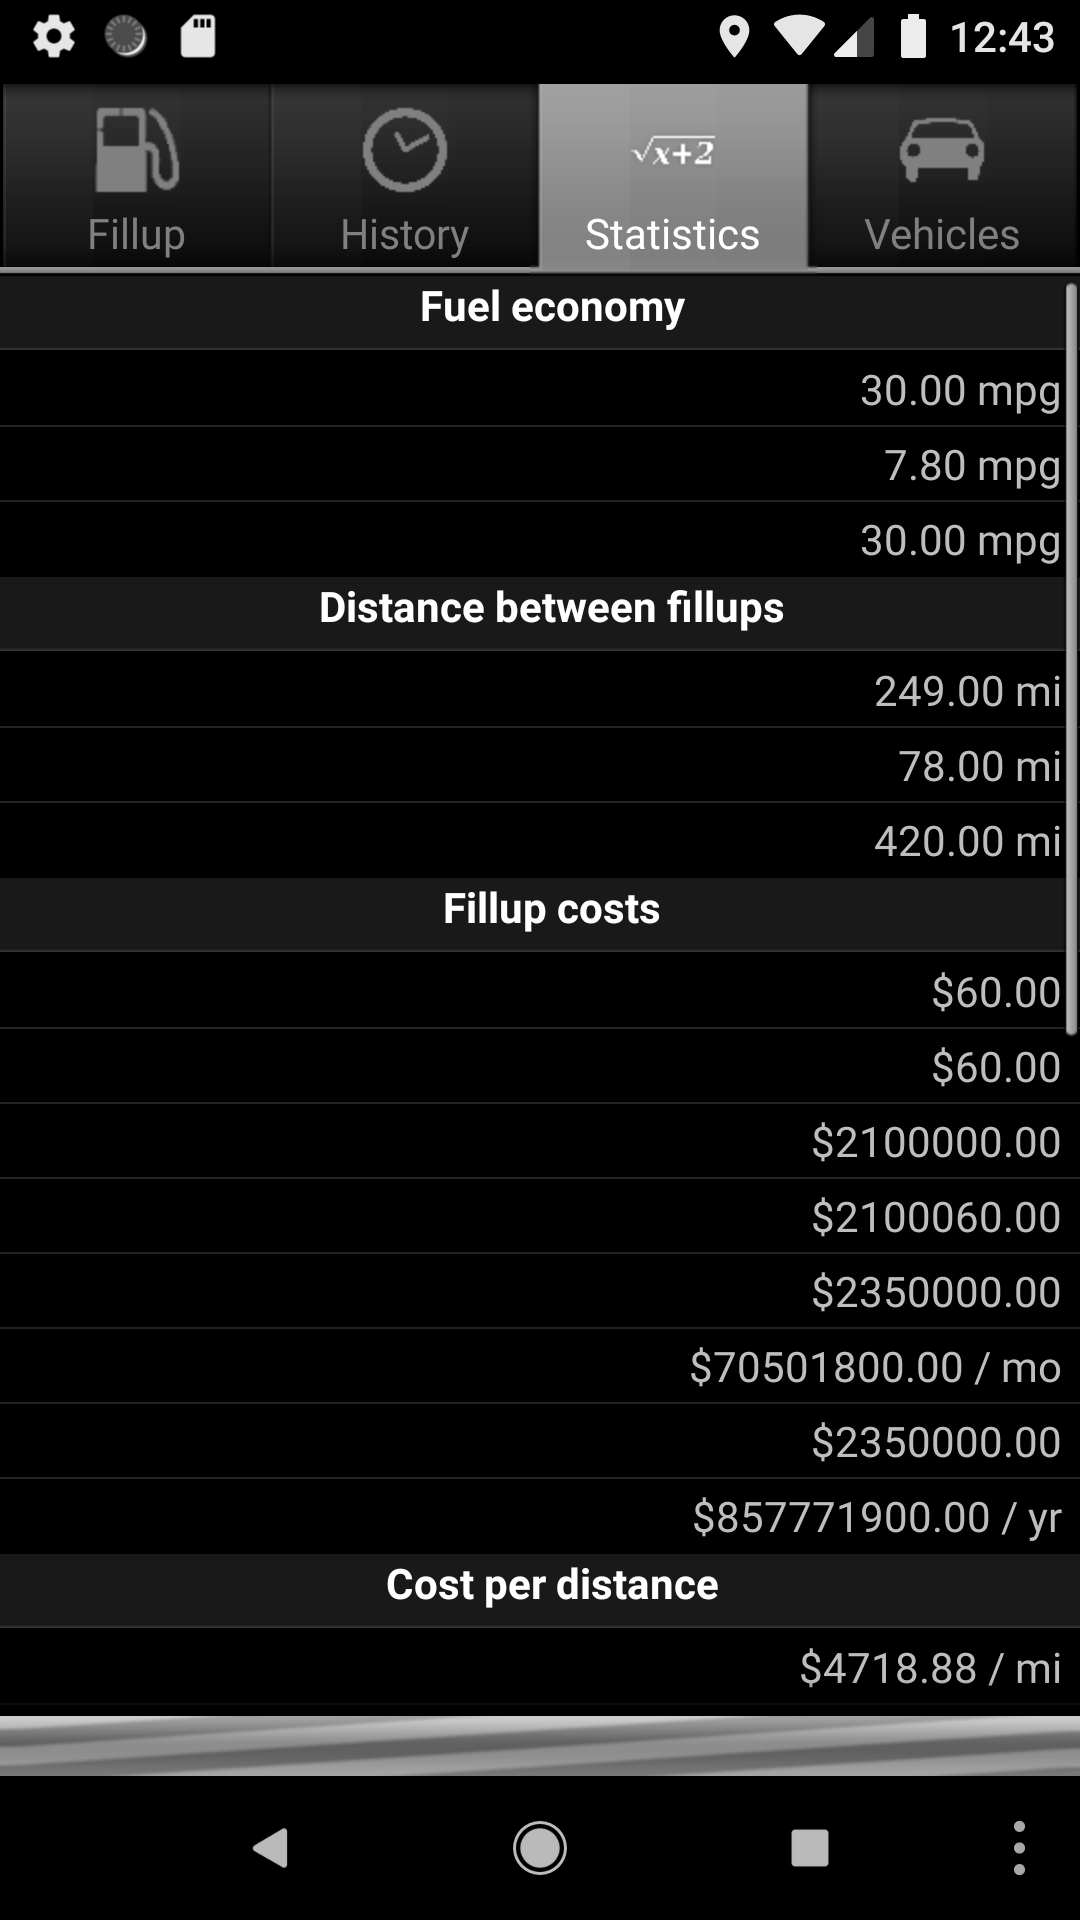 12:43
√x+2
Fillup History Statistics Vehicles
Fuel economy
30.00 mpg
7.80 mpg
30.00 mpg
Distance between fillups
249.00 mi
78.00 mi
420.00 mi
Fillup costs
$60.00
$60.00
$2100000.00
$2100060.00
$2350000.00
$70501800.00 / mo
$2350000.00
$857771900.00 / yr
Cost per distance
$4718.88 / mi